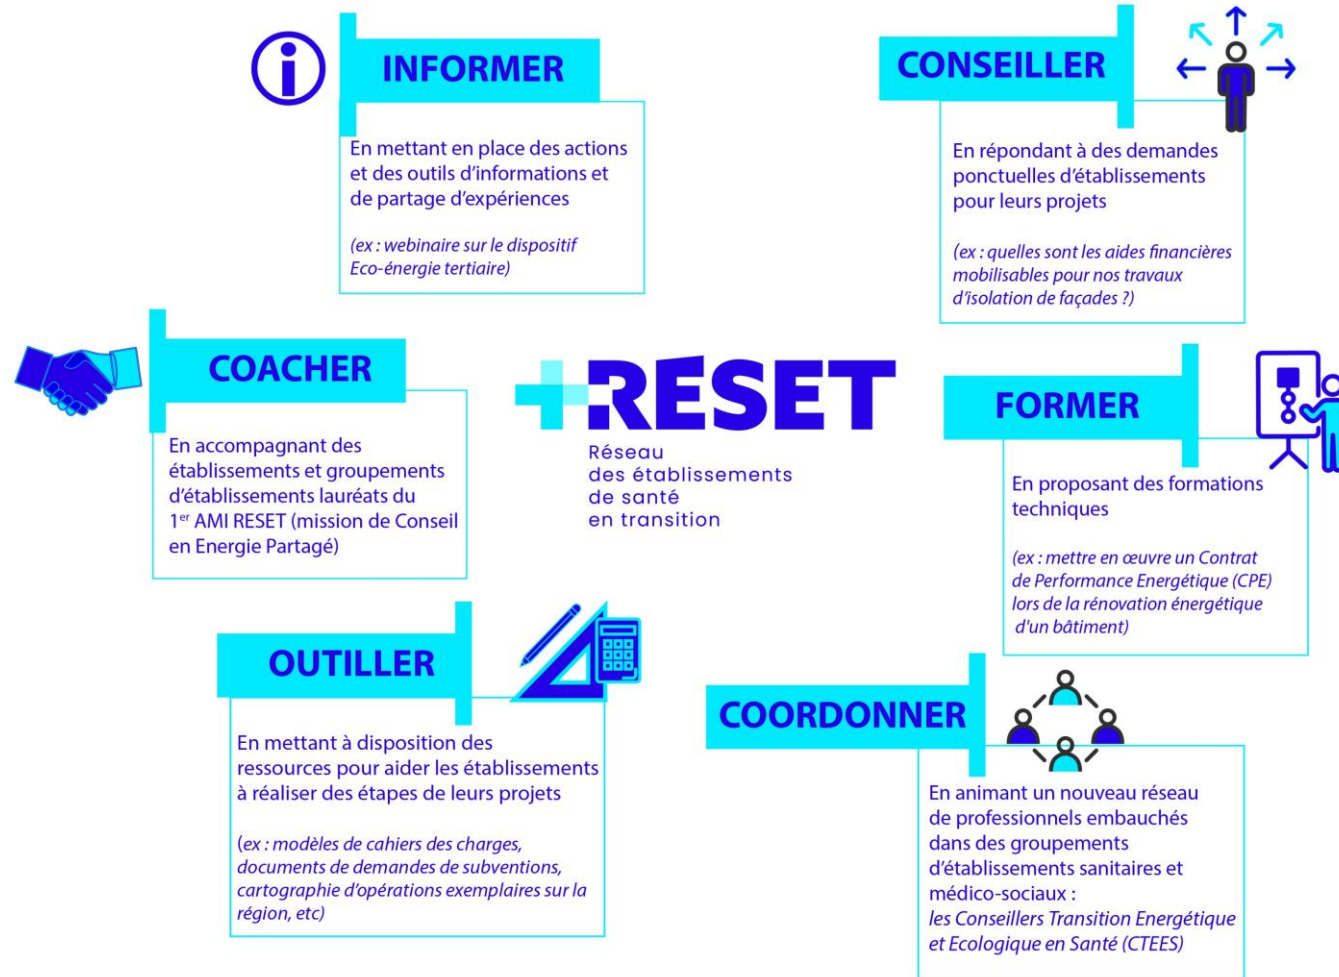 INFORMER
En mettant en place des actions
et des outils d'informations et
de partage d'expériences
(ex : webinaire sur le dispositif
Eco-énergie tertiaire)
CONSEILLER
En répondant à des demandes
ponctuelles d'établissements
pour leurs projets
(ex : quelles sont les aides financières
mobilisables pour nos travaux
d'isolation de façades ?)
COACHER
En accompagnant des
établissements et groupements
d'établissements lauréats du
1er AMI RESET (mission de Conseil
en Energie Partagé)
RÉSET
Réseau
des établissements
de santé
en transition
FORMER
En proposant des formations
techniques
(ex : mettre en œuvre un Contrat
de Performance Energétique (CPE)
lors de la rénovation énergétique
d'un bâtiment)
OUTILLER
En mettant à disposition des
ressources pour aider les établissements
à réaliser des étapes de leurs projets
(ex : modèles de cahiers des charges,
documents de demandes de subventions,
cartographie d'opérations exemplaires sur la
région, etc)
COORDONNER
En animant un nouveau réseau
de professionnels embauchés
dans des groupements
d'établissements sanitaires et
médico-sociaux :
les Conseillers Transition Energétique
et Ecologique en Santé (CTEES)